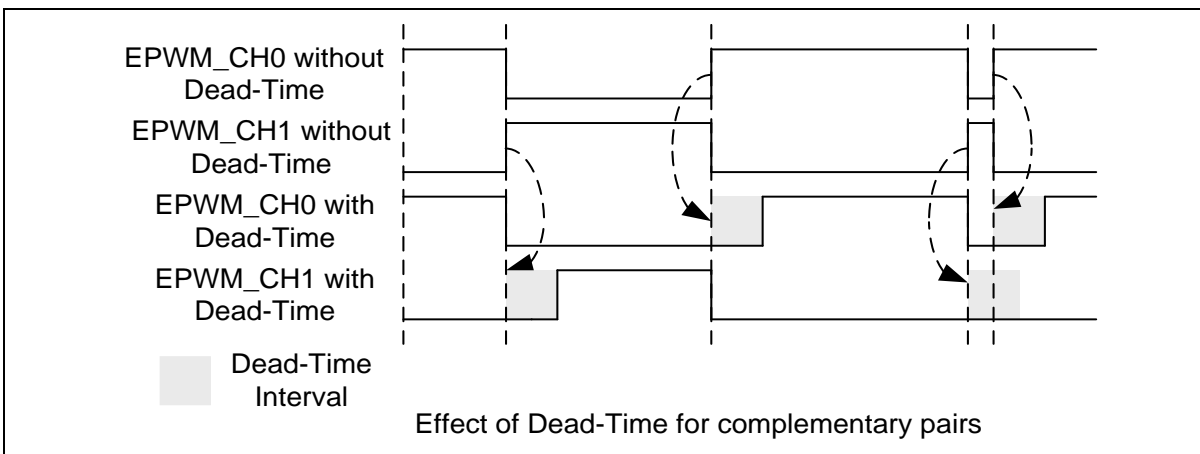 EPWM_CH0 without
Dead-Time
EPWM_CH1 without
Dead-Time
EPWM_CH0 with
Dead-Time
EPWM_CH1 with
Dead-Time
Dead-Time
Interval
Effect of Dead-Time for complementary pairs